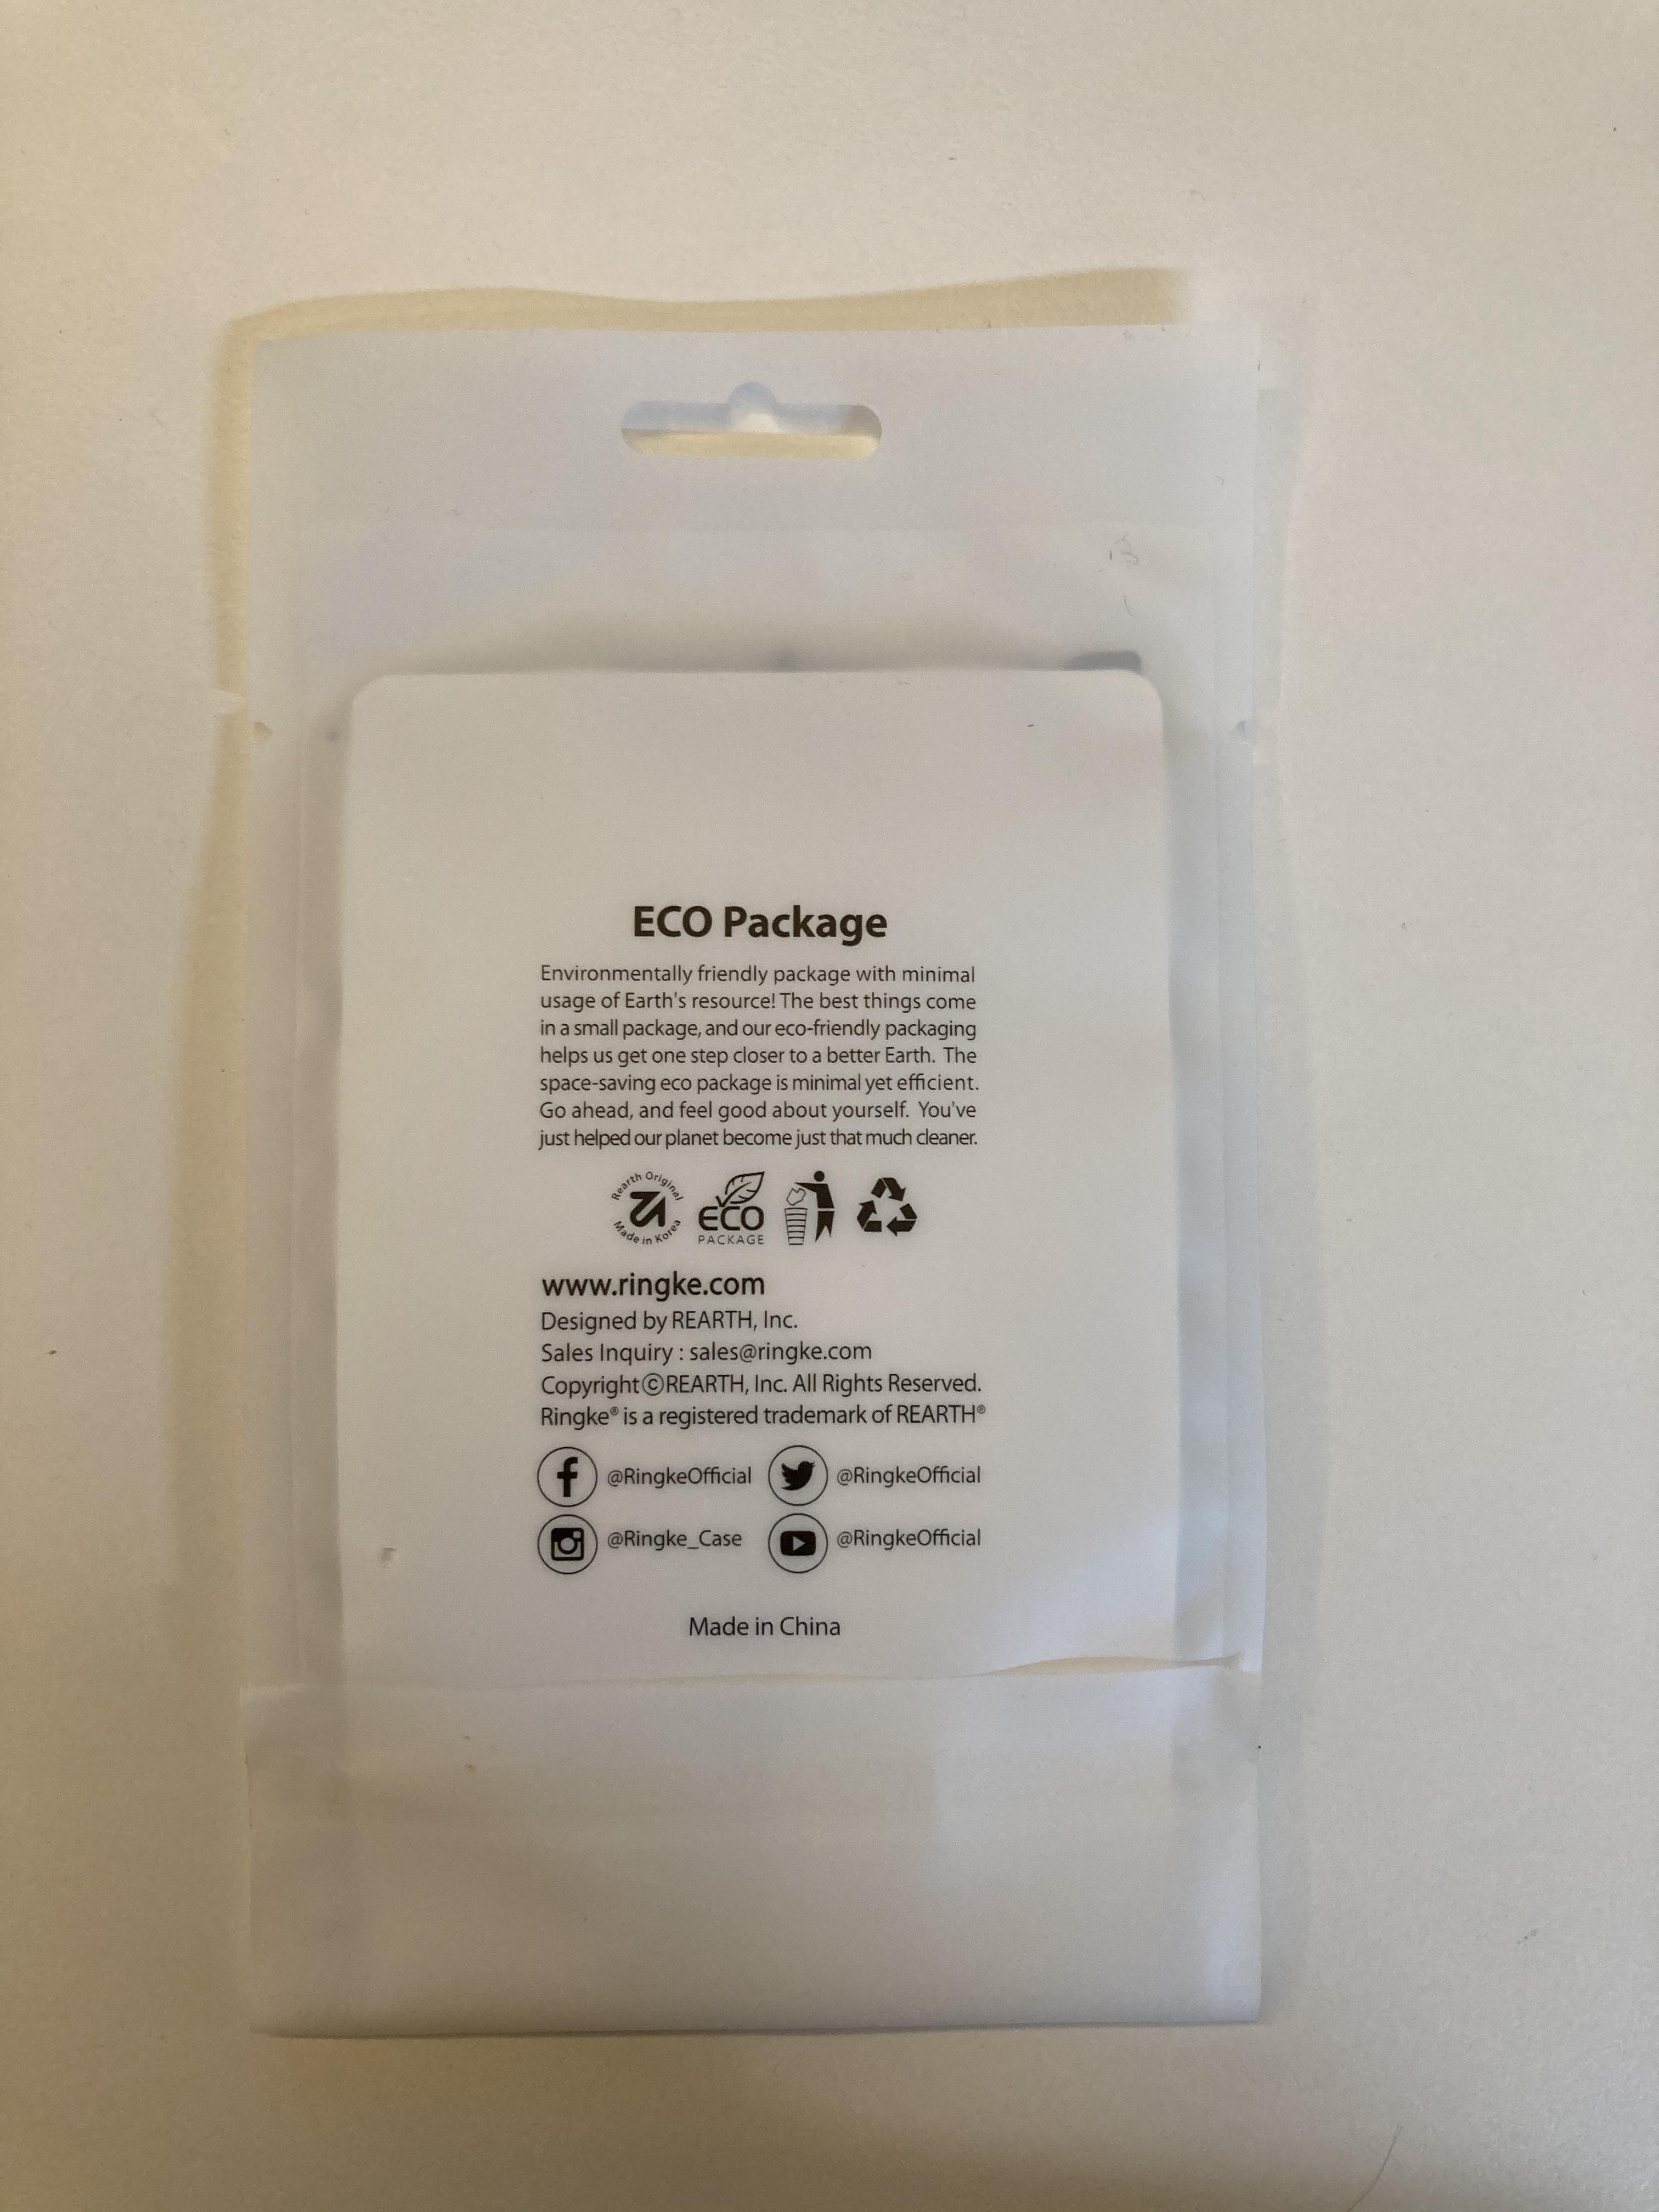 ECO Package
Environmentally friendly package with minimal
usage of Earth's resource! The best things come
in a small package, and our eco-friendly packaging
helps us get one step closer to a better Earth. The
space-saving eco package is minimal yet efficient.
Go ahead, and feel good about yourself. You've
just helped our planet become just that much cleaner.
Rearth Original
Made in Korea
ECO
PACKAGE
www.ringke.com
Designed by REARTH, Inc.
Sales Inquiry : sales@ringke.com
Copyright©REARTH, Inc. All Rights Reserved.
Ringke® is a registered trademark of REARTH®
@RingkeOfficial @RingkeOfficial
@Ringke_Case @RingkeOfficial
Made in China